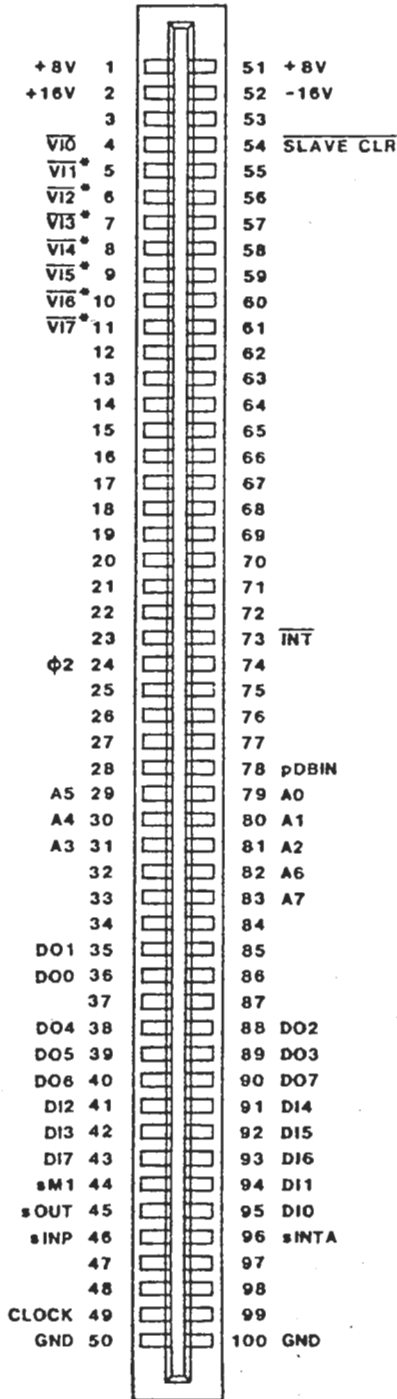 +8V 1 51 +8V
+16V 2 52 -16V
3 53
VI0 4 54 SLAVE CLR
VI1* 5 55
VI2* 6 56
VI3* 7 57
VI4* 8 58
VI5* 9 59
VI6* 10 60
VI7* 11 61
12 62
13 63
14 64
15 65
16 66
17 67
18 68
19 69
20 70
21 71
22 72
23 73 INT
ϕ2 24 74
25 75
26 76
27 77
28 78 pDBIN
A5 29 79 A0
A4 30 80 A1
A3 31 81 A2
32 82 A6
33 83 A7
34 84
DO1 35 85
DO0 36 86
37 87
DO4 38 88 DO2
DO5 39 89 DO3
DO6 40 90 DO7
DI2 41 91 DI4
DI3 42 92 DI5
DI7 43 93 DI6
sM1 44 94 DI1
sOUT 45 95 DI0
sINP 46 96 sINTA
47 97
48 98
CLOCK 49 99
GND 50 100 GND